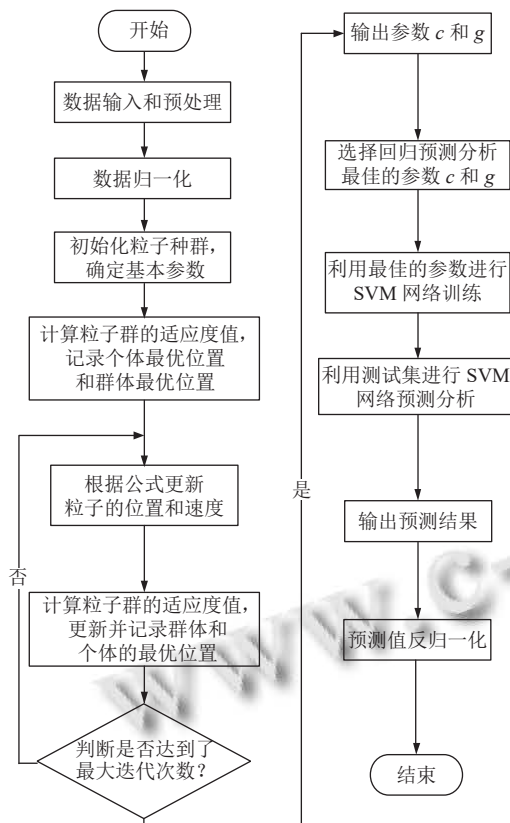 开始
数据输入和预处理
数据归一化
初始化粒子种群，
确定基本参数
计算粒子群的适应度值，
记录个体最优位置
和群体最优位置
根据公式更新
粒子的位置和速度
否
计算粒子群的适应度值，
更新并记录群体和
个体的最优位置
判断是否达到了
最大迭代次数？
是
输出参数 c 和 g
选择回归预测分析
最佳的参数 c 和 g
利用最佳的参数进行
SVM 网络训练
利用测试集进行 SVM
网络预测分析
输出预测结果
预测值反归一化
结束
www.c-